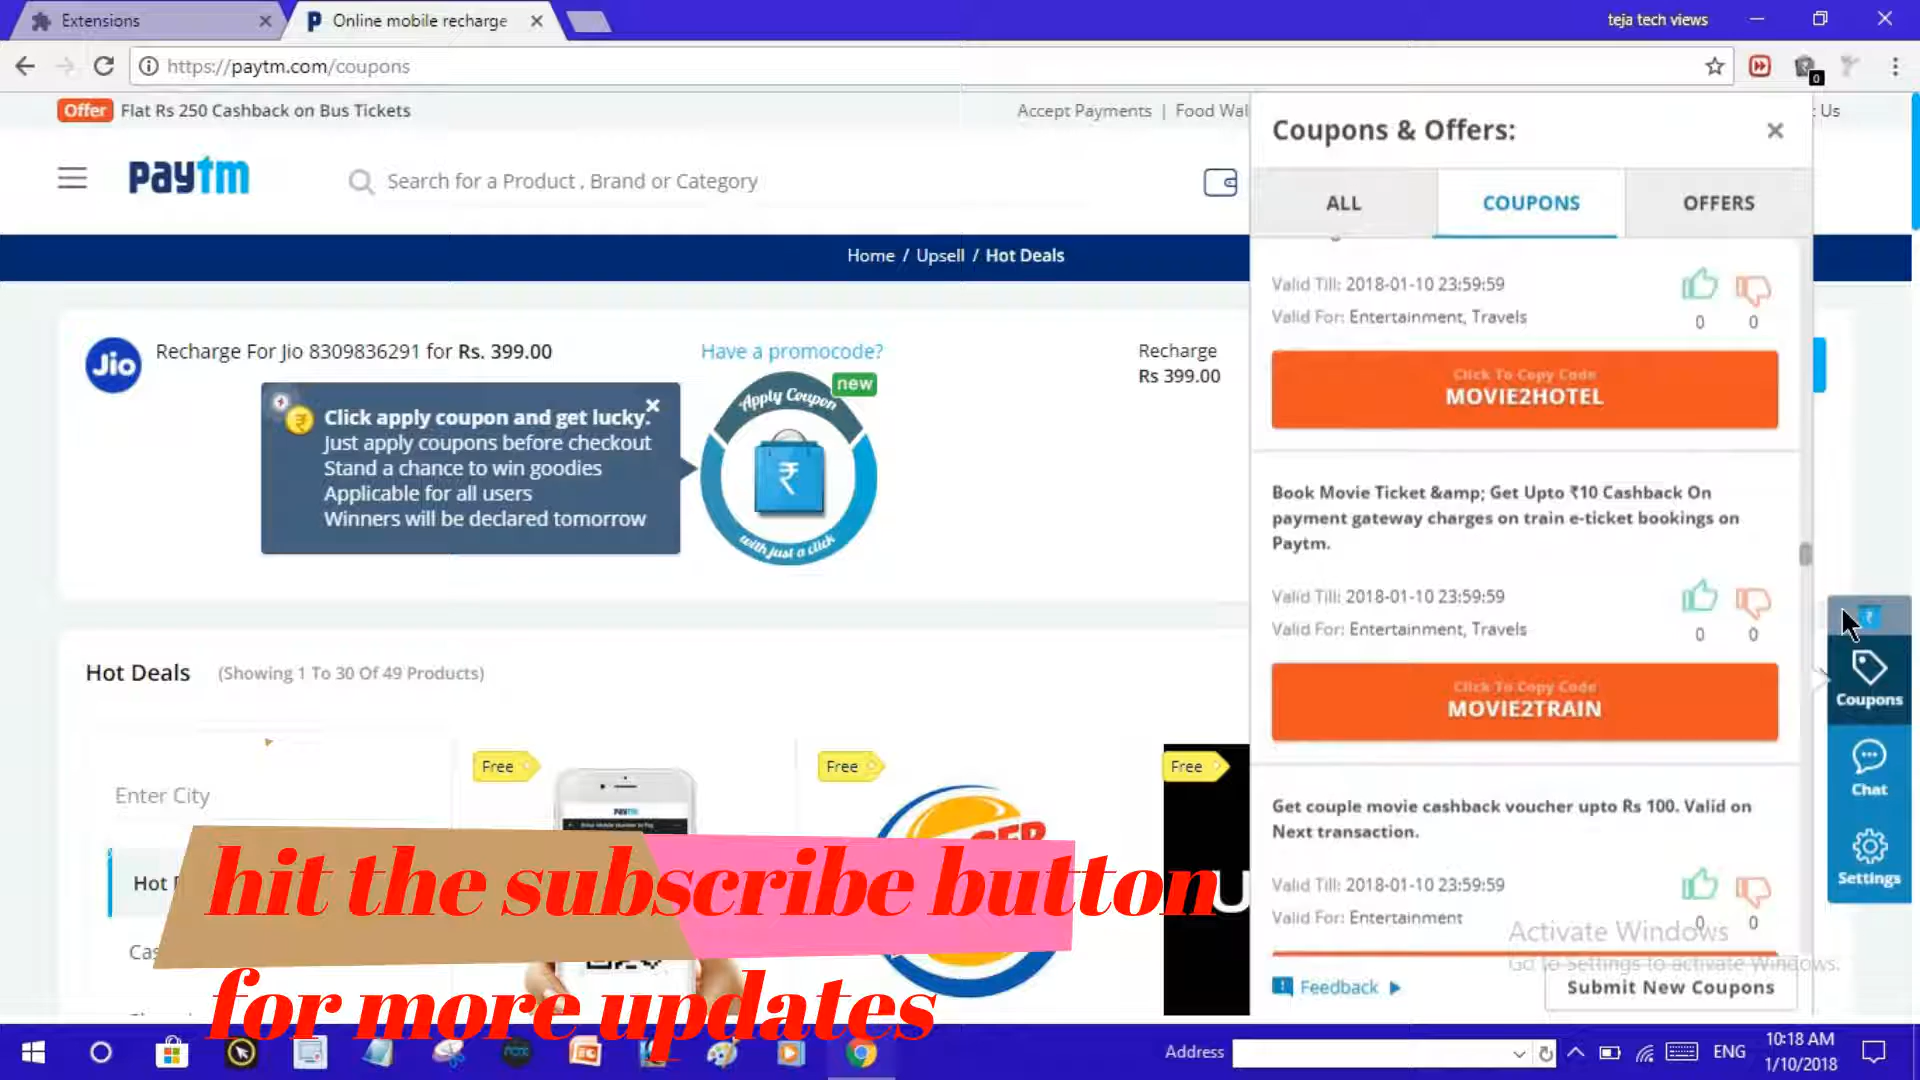 Extensions
Online mobile recharge
teja tech views
https://paytm.com/coupons
0
Offer Flat Rs 250 Cashback on Bus Tickets
Accept Payments | Food Wal
Us
paytm
Search for a Product , Brand or Category
Home / Upsell / Hot Deals
Jio
Recharge For Jio 8309836291 for Rs. 399.00
Have a promocode?
Recharge
Rs 399.00
Click apply coupon and get lucky.
Just apply coupons before checkout
Stand a chance to win goodies
Applicable for all users
Winners will be declared tomorrow
new
Apply Coupon
₹
with just a click
Hot Deals (Showing 1 To 30 Of 49 Products)
Enter City
Free
Free
Free
hit the subscribe button
for more updates
Coupons & Offers:
ALL
COUPONS
OFFERS
Valid Till: 2018-01-10 23:59:59
Valid For: Entertainment, Travels
0 0
Click To Copy Code
MOVIE2HOTEL
Book Movie Ticket &amp; Get Upto ₹10 Cashback On
payment gateway charges on train e-ticket bookings on
Paytm.
Valid Till: 2018-01-10 23:59:59
Valid For: Entertainment, Travels
0 0
Click To Copy Code
MOVIE2TRAIN
Get couple movie cashback voucher upto Rs 100. Valid on
Next transaction.
Valid Till: 2018-01-10 23:59:59
Valid For: Entertainment
0 0
Activate Windows
Go to Settings to activate Windows.
Feedback
Submit New Coupons
Coupons
Chat
Settings
Address
ENG
10:18 AM
1/10/2018